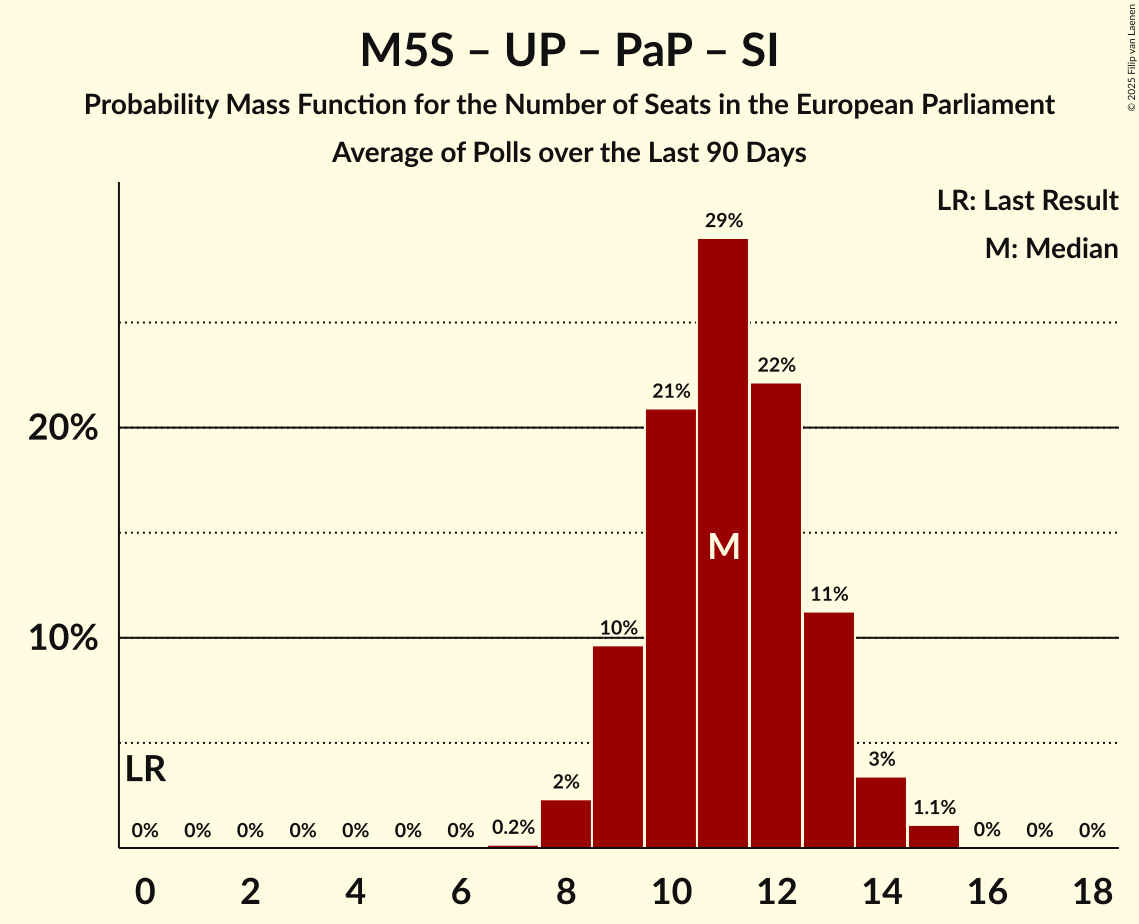 M5S – UP – PaP – SI
Probability Mass Function for the Number of Seats in the European Parliament
Average of Polls over the Last 90 Days
© 2025 Filip van Laenen
LR: Last Result
M: Median
29%
22%
21%
20%
M
11%
10%
10%
LR
3%
2%
1.1%
0% 0% 0% 0% 0% 0% 0% 0.2% 0% 0% 0%
0 2 4 6 8 10 12 14 16 18